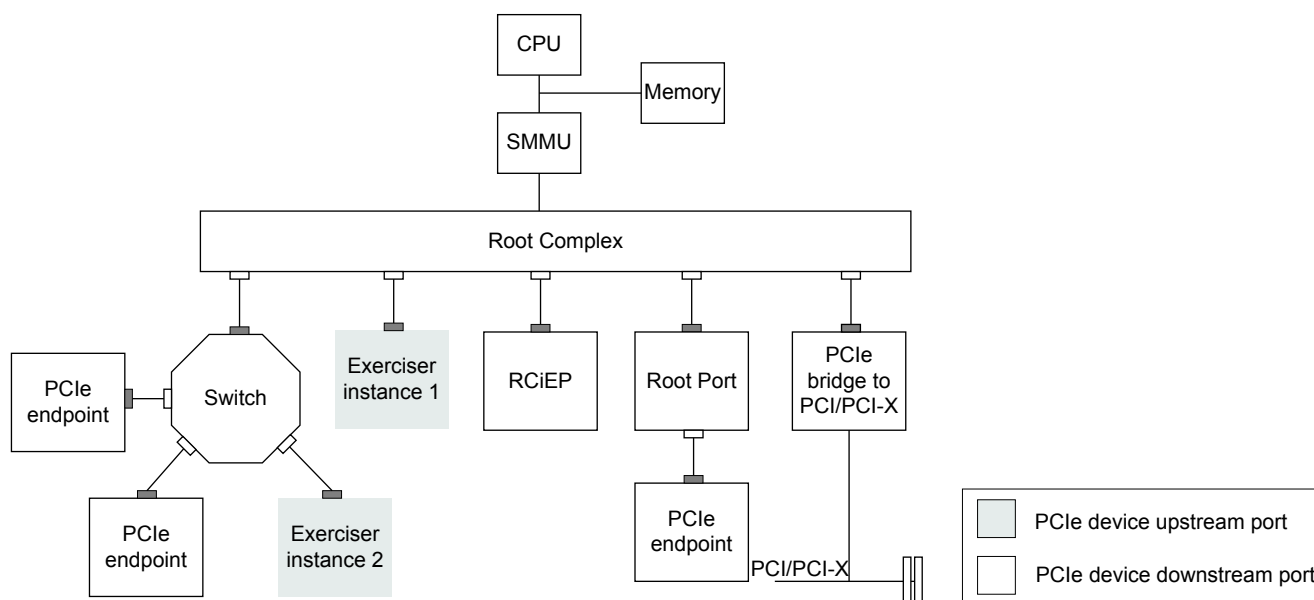 CPU
Memory
SMMU
Root Complex
Switch
Exerciser
instance 1
RCiEP
Root Port
PCIe
bridge to
PCI/PCI-X
PCIe
endpoint
PCIe
endpoint
Exerciser
instance 2
PCIe
endpoint
PCI/PCI-X
PCIe device upstream port
PCIe device downstream port